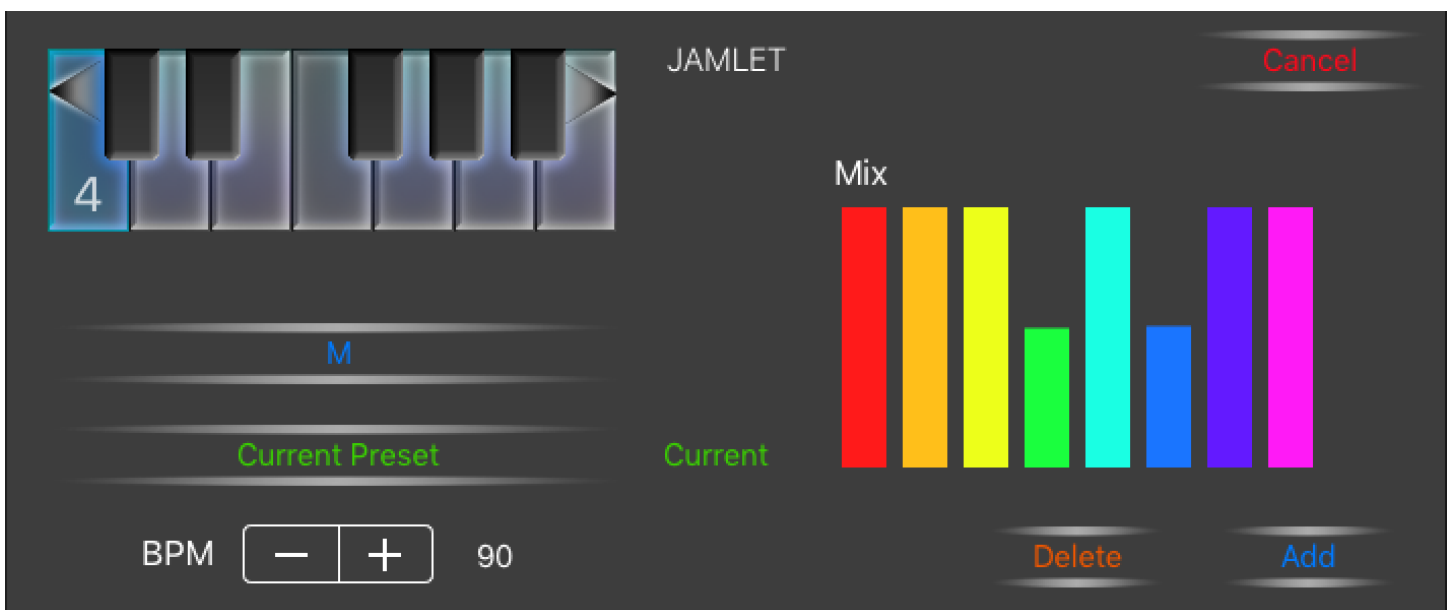 JAMLET
Cancel
4
Mix
M
Current Preset
Current
BPM − + 90
Delete
Add